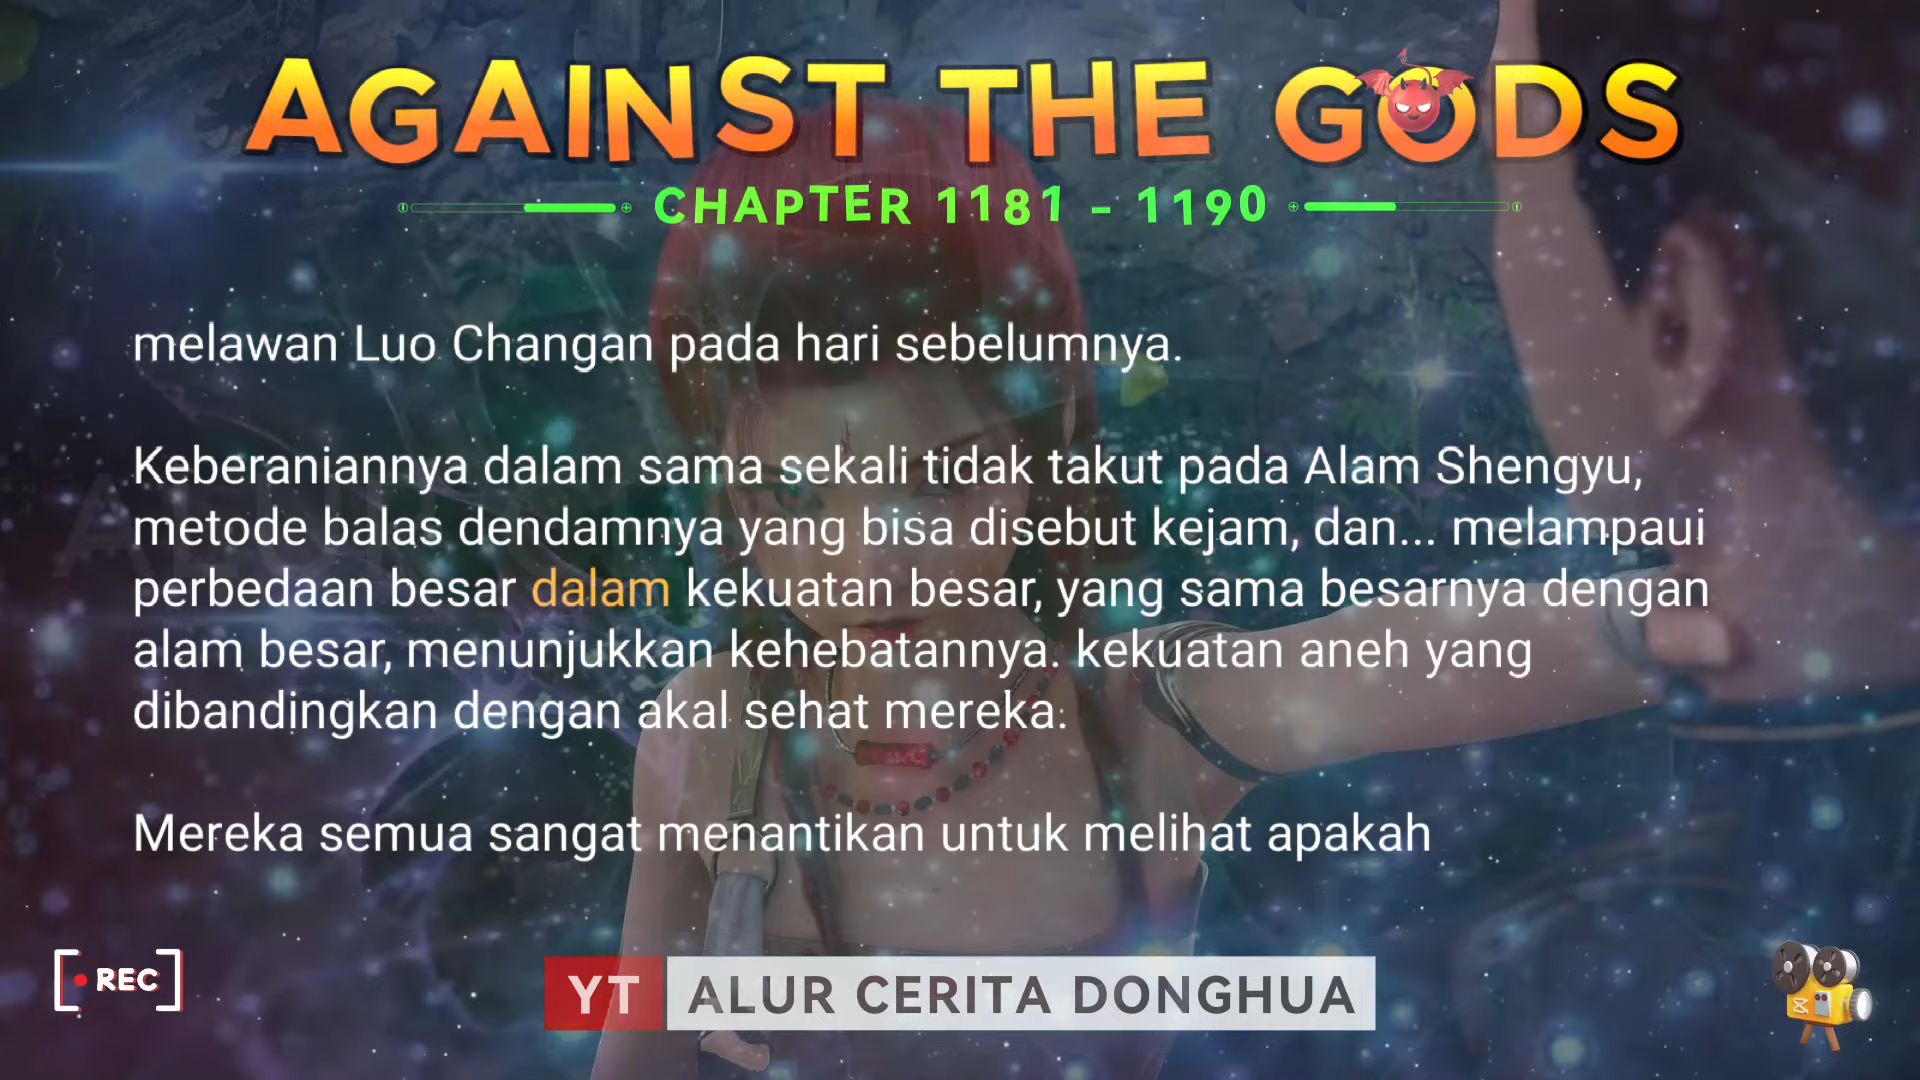 AGAINST THE GODS
CHAPTER 1181 - 1190
melawan Luo Changan pada hari sebelumnya.
Keberaniannya dalam sama sekali tidak takut pada Alam Shengyu,
metode balas dendamnya yang bisa disebut kejam, dan... melampaui
perbedaan besar dalam kekuatan besar, yang sama besarnya dengan
alam besar, menunjukkan kehebatannya. kekuatan aneh yang
dibandingkan dengan akal sehat mereka.
Mereka semua sangat menantikan untuk melihat apakah
REC
YT ALUR CERITA DONGHUA